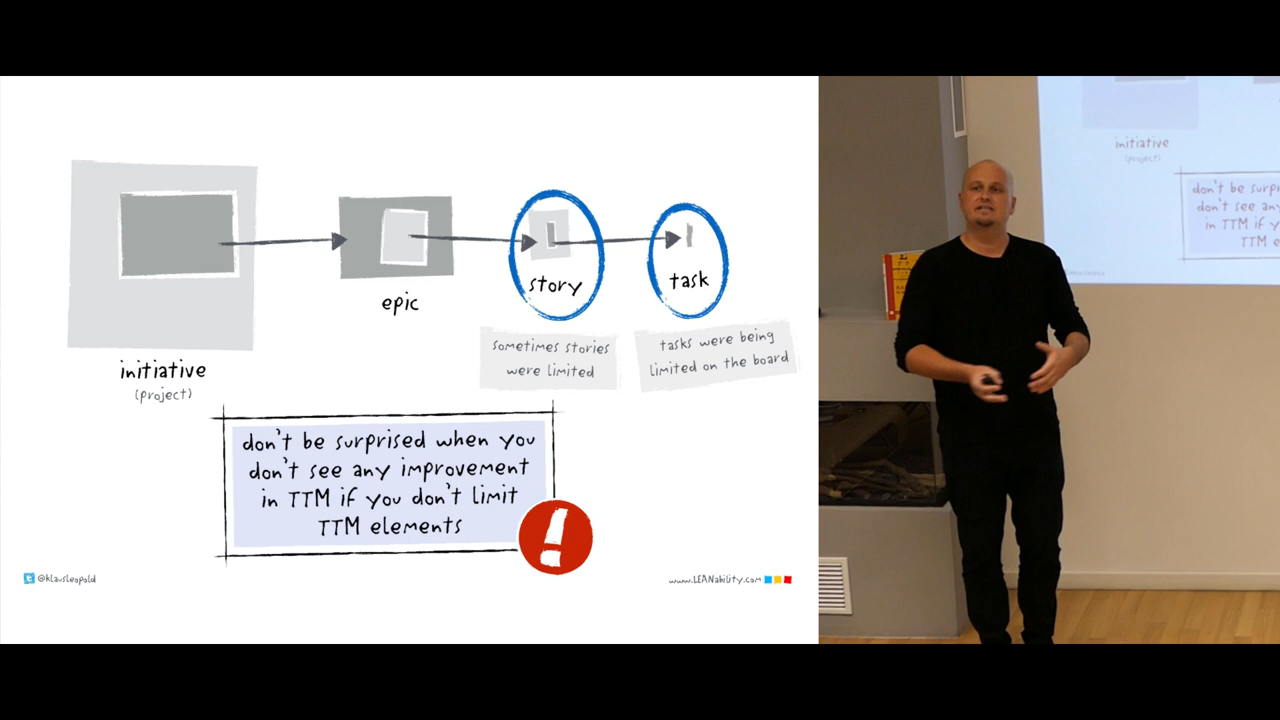 initiative
(project)
epic
story
task
sometimes stories
were limited
tasks were being
limited on the board
don't be surprised when you
don't see any improvement
in TTM if you don't limit
TTM elements
!
@klausleopold
www.LEANability.com
initiative
(project)
don't be surpri
don't see any
in TTM if y
TTM e